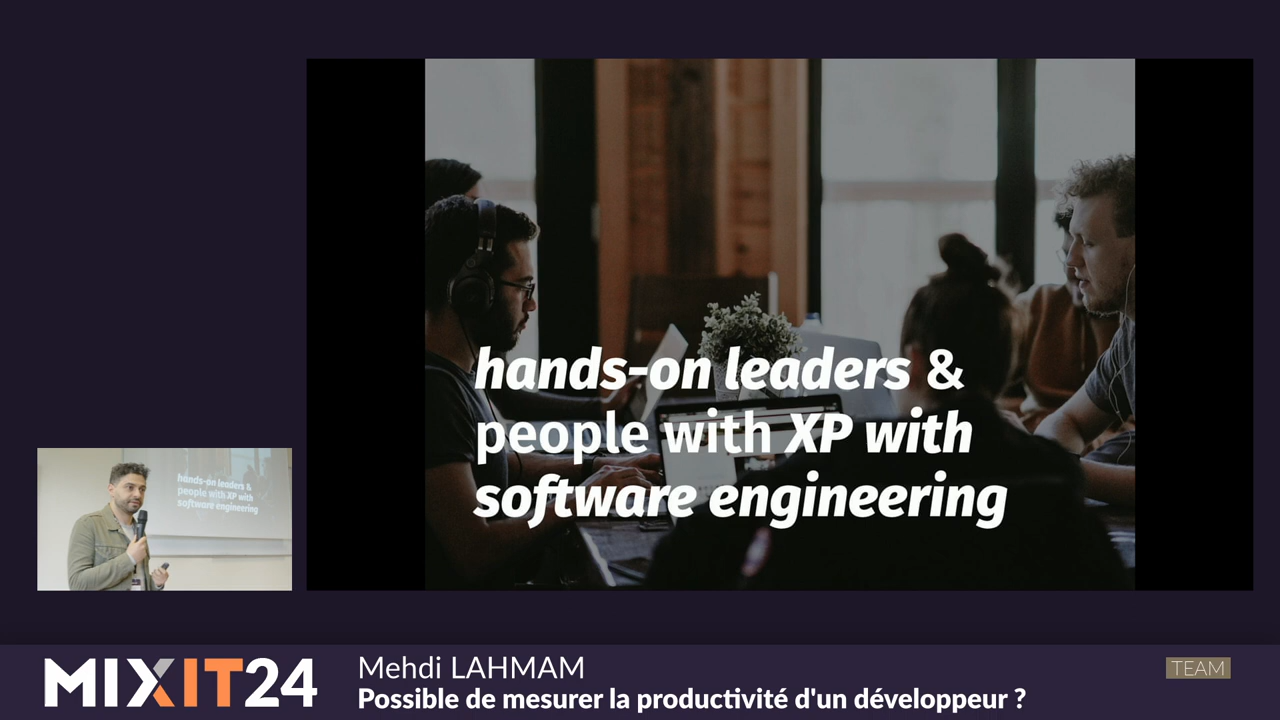 hands-on leaders &
people with XP with
software engineering
hands-on leaders &
people with XP with
software engineering
MIXIT24
Mehdi LAHMAM
Possible de mesurer la productivité d'un développeur ?
TEAM